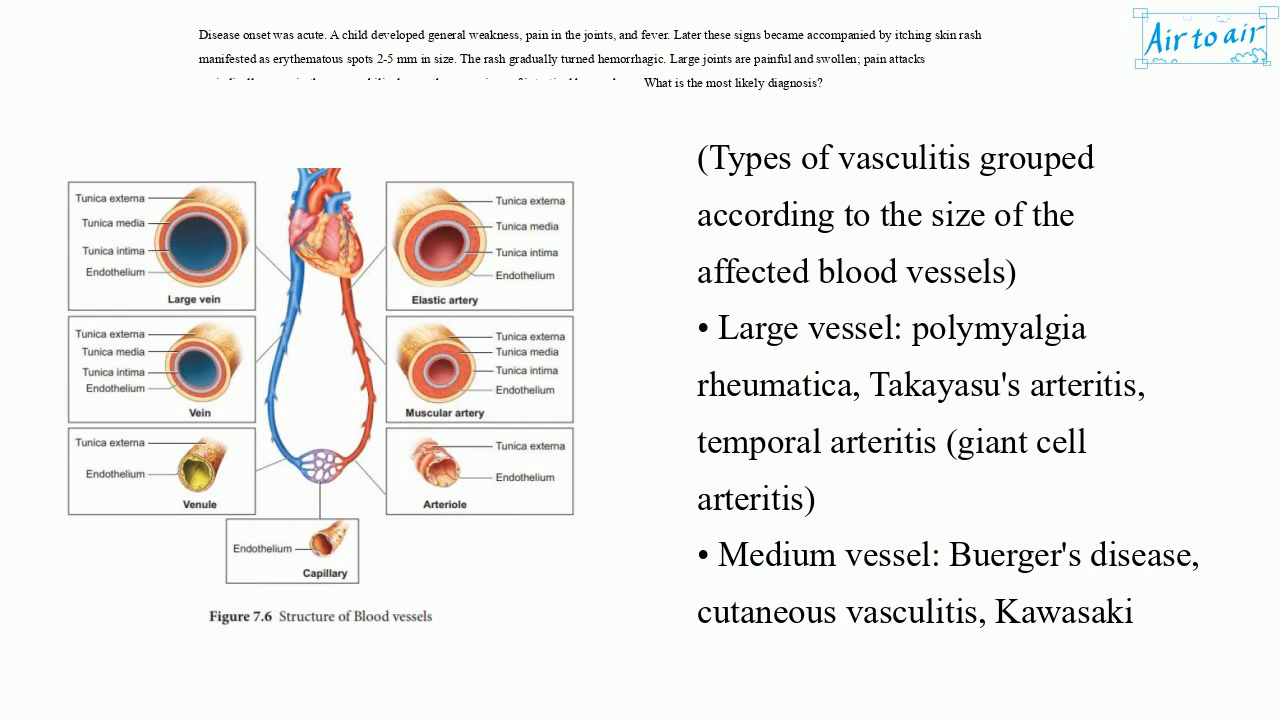 Disease onset was acute. A child developed general weakness, pain in the joints, and fever. Later these signs became accompanied by itching skin rash
manifested as erythematous spots 2-5 mm in size. The rash gradually turned hemorrhagic. Large joints are painful and swollen; pain attacks
What is the most likely diagnosis?
Air to air
(Types of vasculitis grouped
according to the size of the
affected blood vessels)
• Large vessel: polymyalgia
rheumatica, Takayasu's arteritis,
temporal arteritis (giant cell
arteritis)
• Medium vessel: Buerger's disease,
cutaneous vasculitis, Kawasaki
Tunica externa
Tunica media
Tunica intima
Endothelium
Large vein
Tunica externa
Tunica media
Tunica intima
Endothelium
Elastic artery
Tunica externa
Tunica media
Tunica intima
Endothelium
Vein
Tunica externa
Tunica media
Tunica intima
Endothelium
Muscular artery
Tunica externa
Endothelium
Venule
Tunica externa
Endothelium
Arteriole
Endothelium
Capillary
Figure 7.6 Structure of Blood vessels